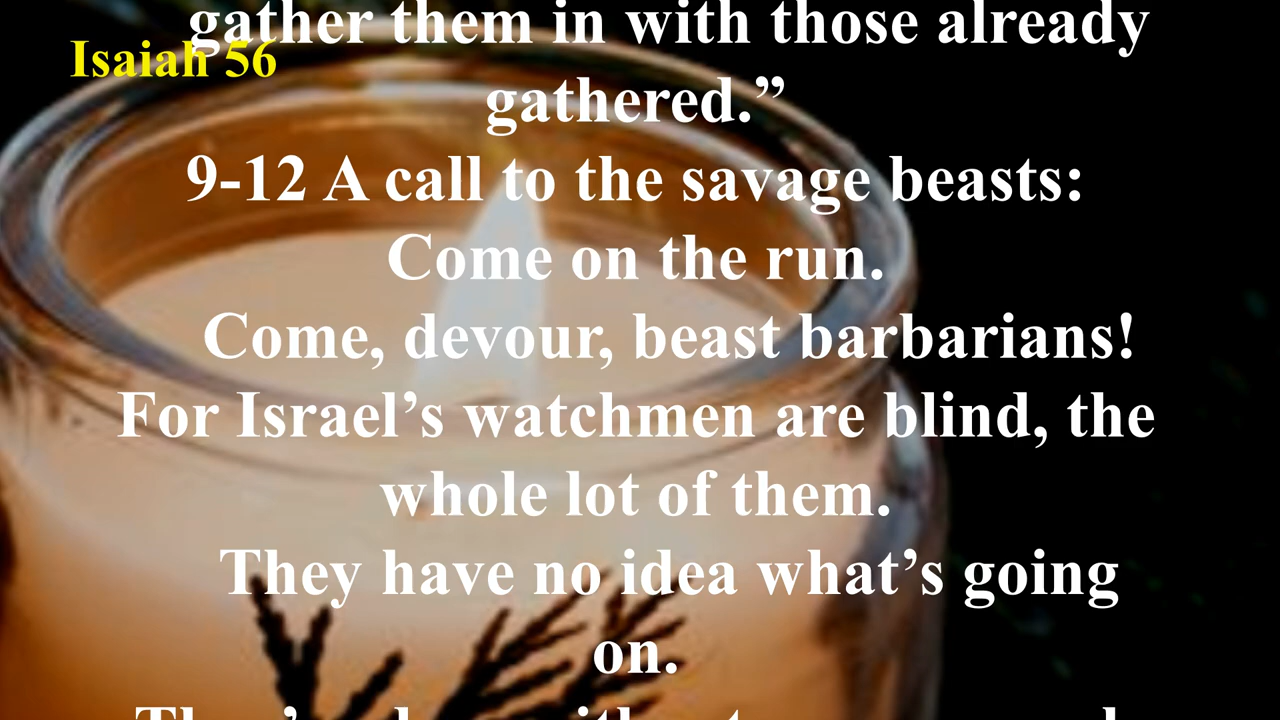 gather them in with those already
Isaiah 56
gathered.”
9-12 A call to the savage beasts:
Come on the run.
Come, devour, beast barbarians!
For Israel’s watchmen are blind, the
whole lot of them.
They have no idea what’s going
on.